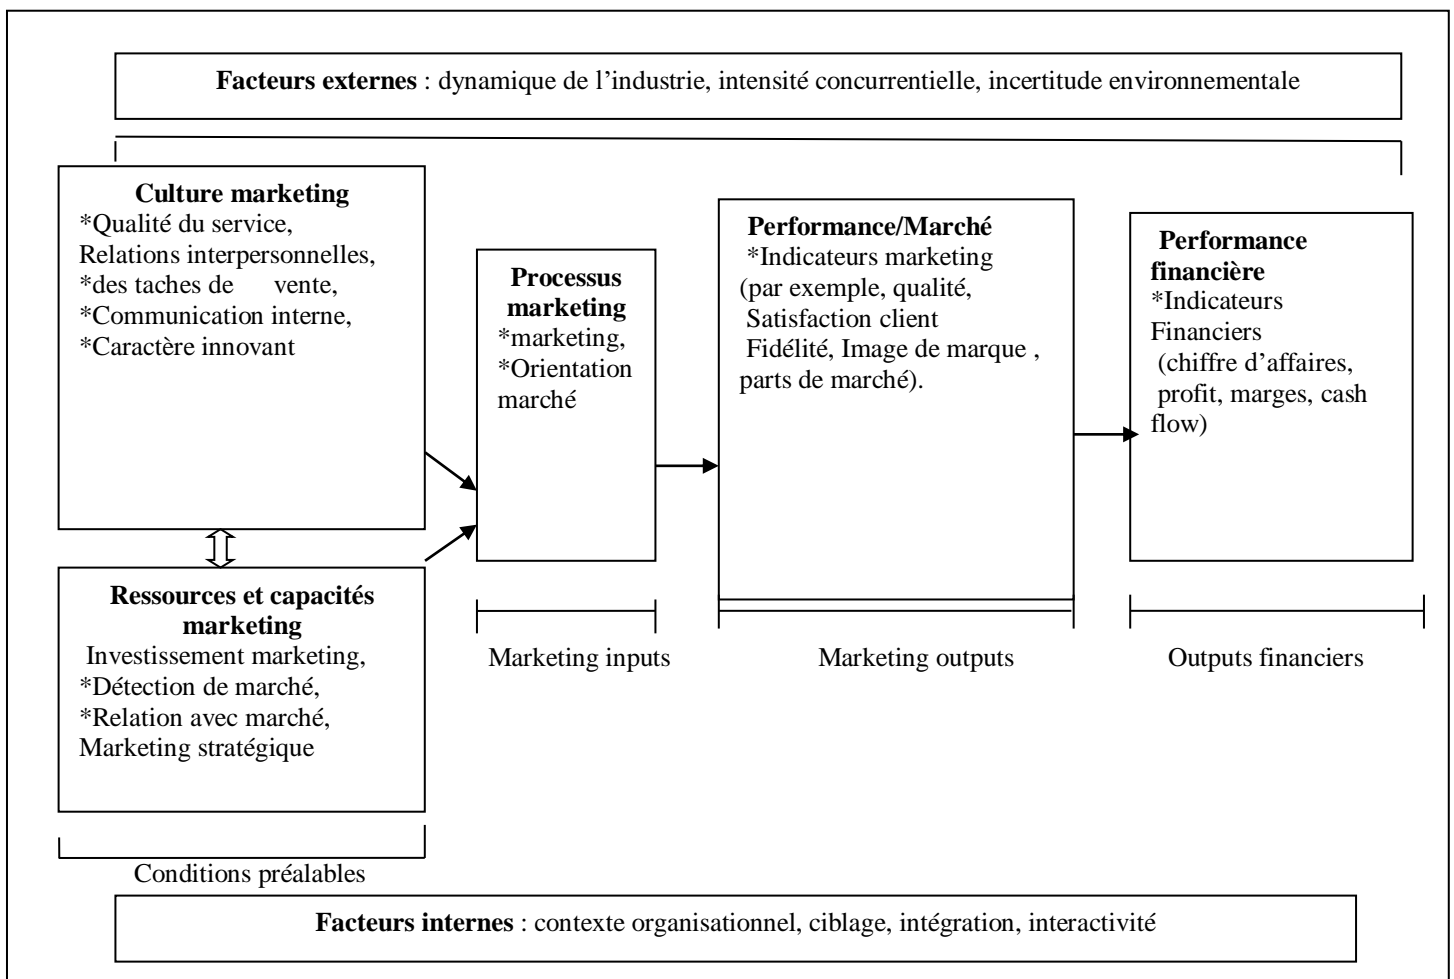 Facteurs externes : dynamique de l’industrie, intensité concurrentielle, incertitude environnementale
Culture marketing
*Qualité du service,
Relations interpersonnelles,
*des taches de vente,
*Communication interne,
*Caractère innovant
Ressources et capacités
marketing
Investissement marketing,
*Détection de marché,
*Relation avec marché,
Marketing stratégique
Conditions préalables
Processus
marketing
*marketing,
*Orientation
marché
Marketing inputs
Performance/Marché
*Indicateurs marketing
(par exemple, qualité,
Satisfaction client
Fidélité, Image de marque ,
parts de marché).
Marketing outputs
Performance
financière
*Indicateurs
Financiers
(chiffre d’affaires,
profit, marges, cash
flow)
Outputs financiers
Facteurs internes : contexte organisationnel, ciblage, intégration, interactivité